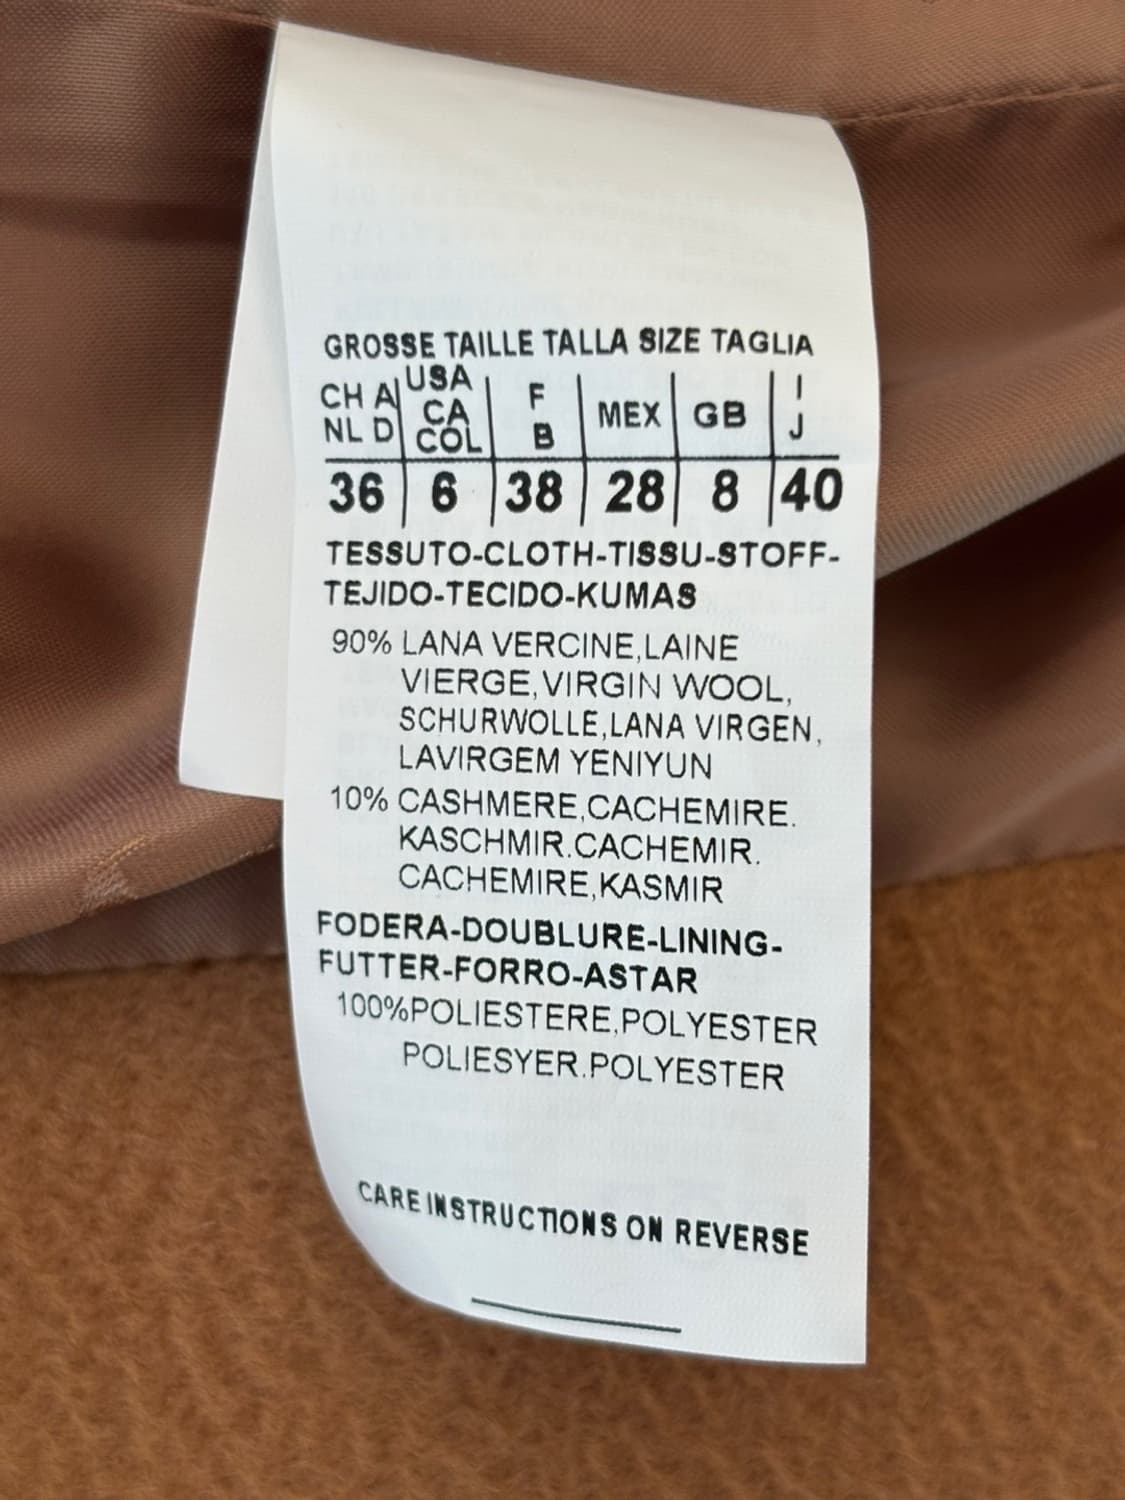 GROSSE TAILLE TALLA SIZE TAGLIA
CH A NL D | USA CA COL | F B | MEX | GB | I J
36 | 6 | 38 | 28 | 8 | 40
TESSUTO-CLOTH-TISSU-STOFF-
TEJIDO-TECIDO-KUMAS
90% LANA VERCINE,LAINE
VIERGE,VIRGIN WOOL,
SCHURWOLLE,LANA VIRGEN,
LAVIRGEM YENIYUN
10% CASHMERE,CACHEMIRE.
KASCHMIR.CACHEMIR.
CACHEMIRE,KASMIR
FODERA-DOUBLURE-LINING-
FUTTER-FORRO-ASTAR
100%POLIESTERE,POLYESTER
POLIESYER.POLYESTER
CARE INSTRUCTIONS ON REVERSE